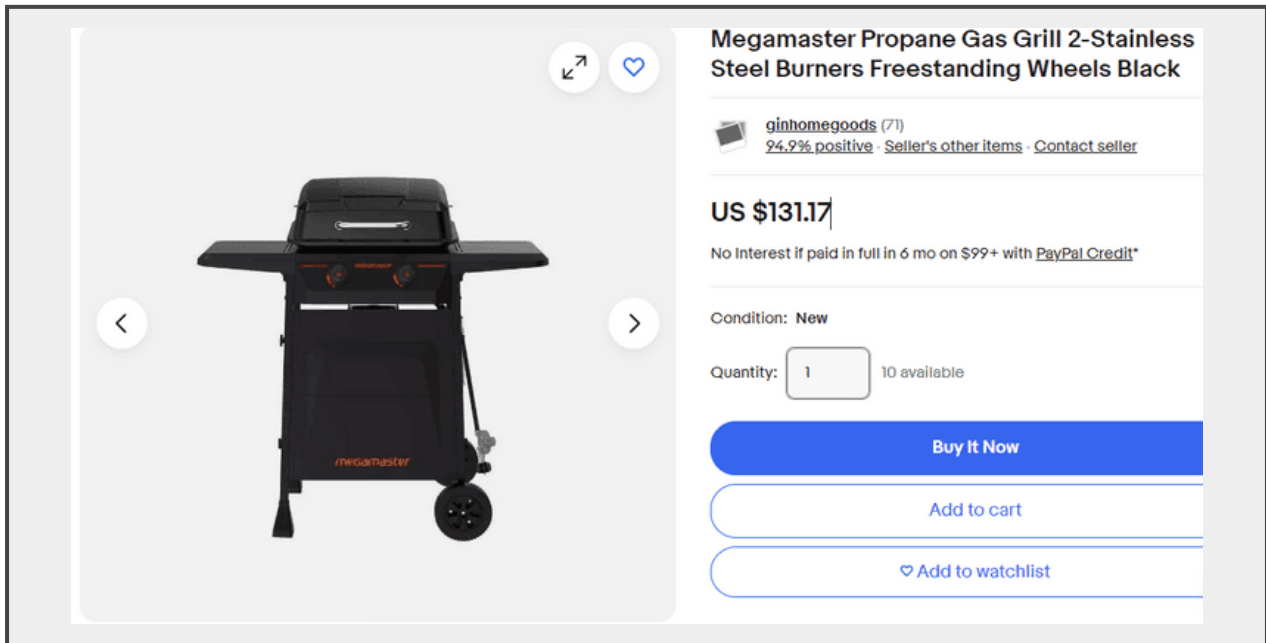 Megamaster Propane Gas Grill 2-Stainless
Steel Burners Freestanding Wheels Black
ginhomegoods (71)
94.9% positive · Seller's other items · Contact seller
US $131.17
No Interest if paid in full in 6 mo on $99+ with PayPal Credit*
Condition: New
Quantity: 1 10 available
Buy It Now
Add to cart
Add to watchlist
megamaster
megamaster